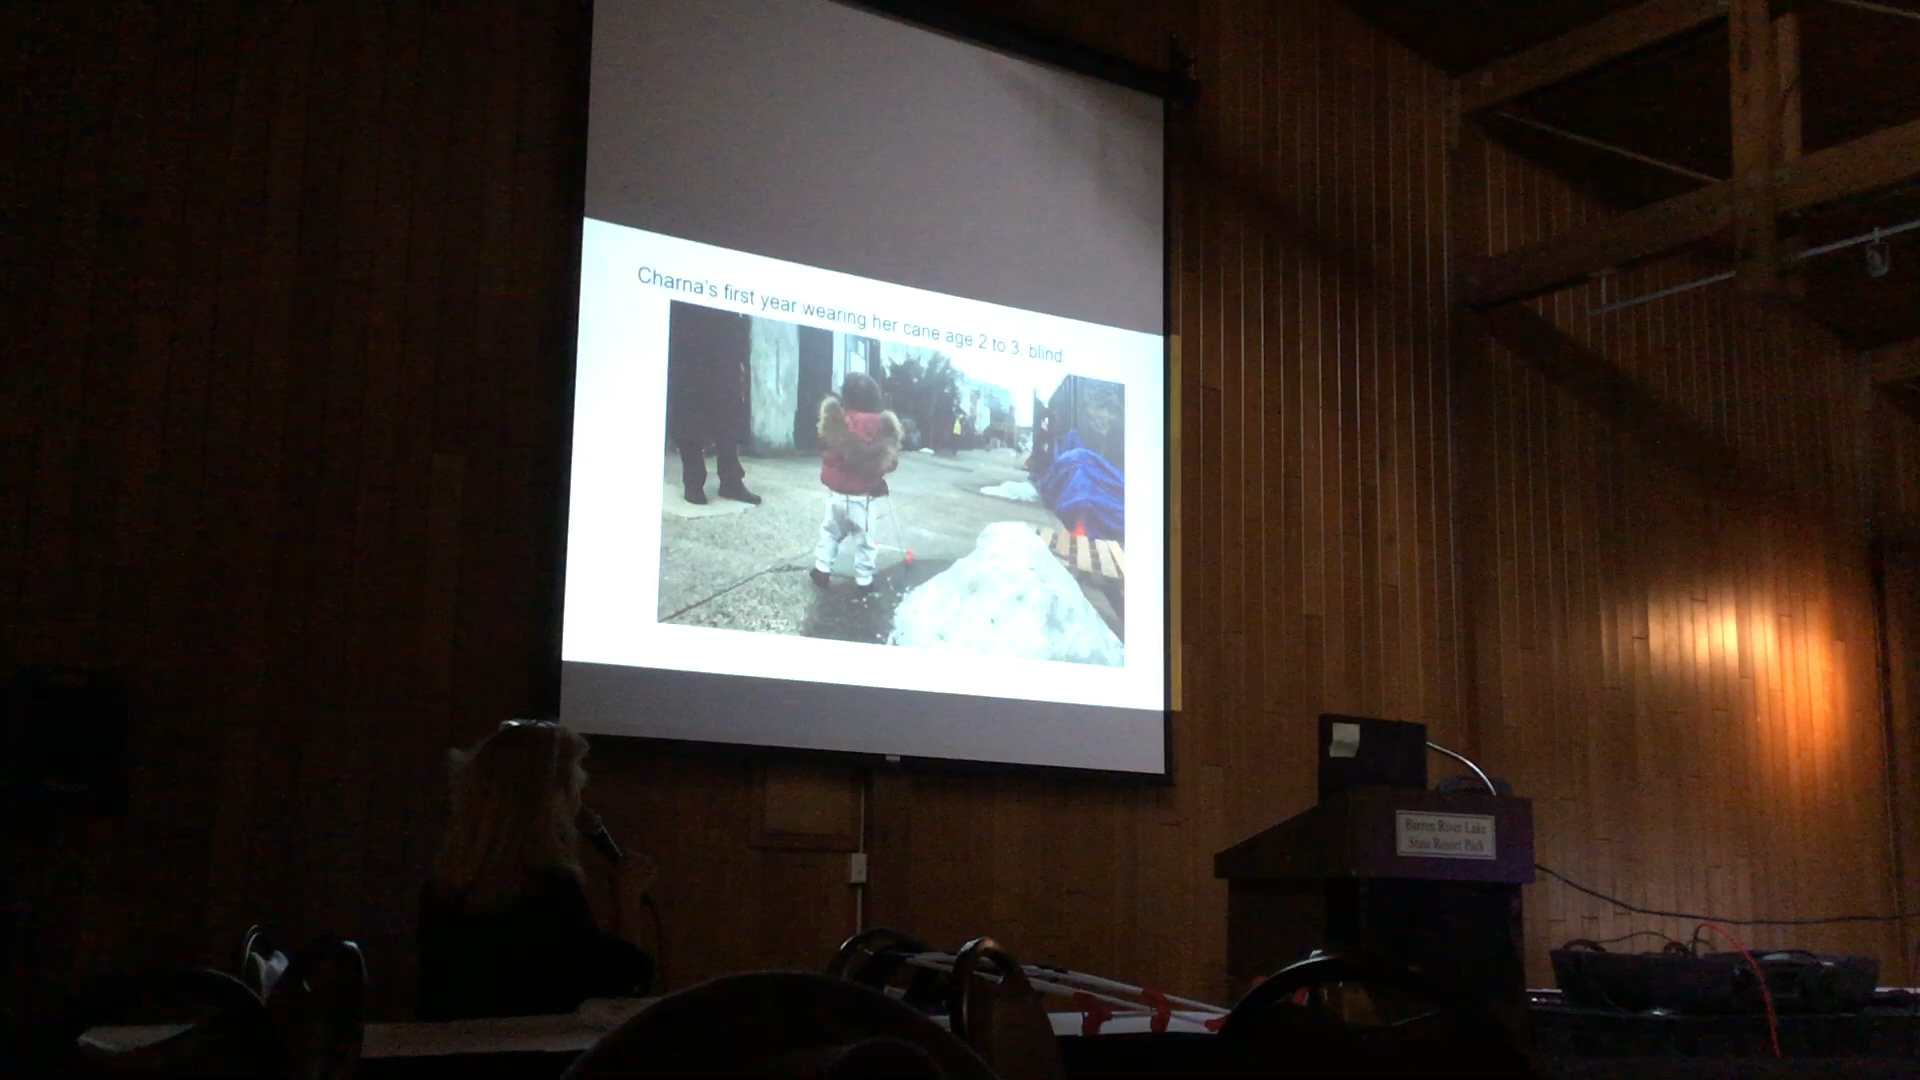 Charna's first year wearing her cane age 2 to 3. blind
Barren River Lake
State Resort Park